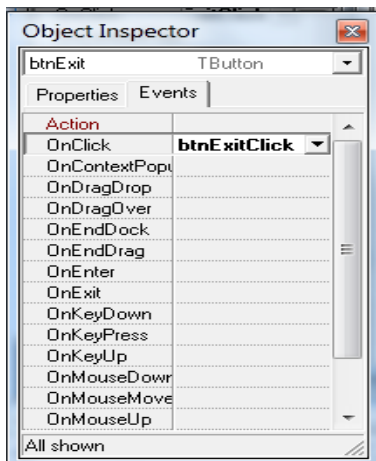 Object Inspector
btnExit TButton
Properties Events
Action
OnClick btnExitClick
OnContextPopu
OnDragDrop
OnDragOver
OnEndDock
OnEndDrag
OnEnter
OnExit
OnKeyDown
OnKeyPress
OnKeyUp
OnMouseDown
OnMouseMove
OnMouseUp
All shown